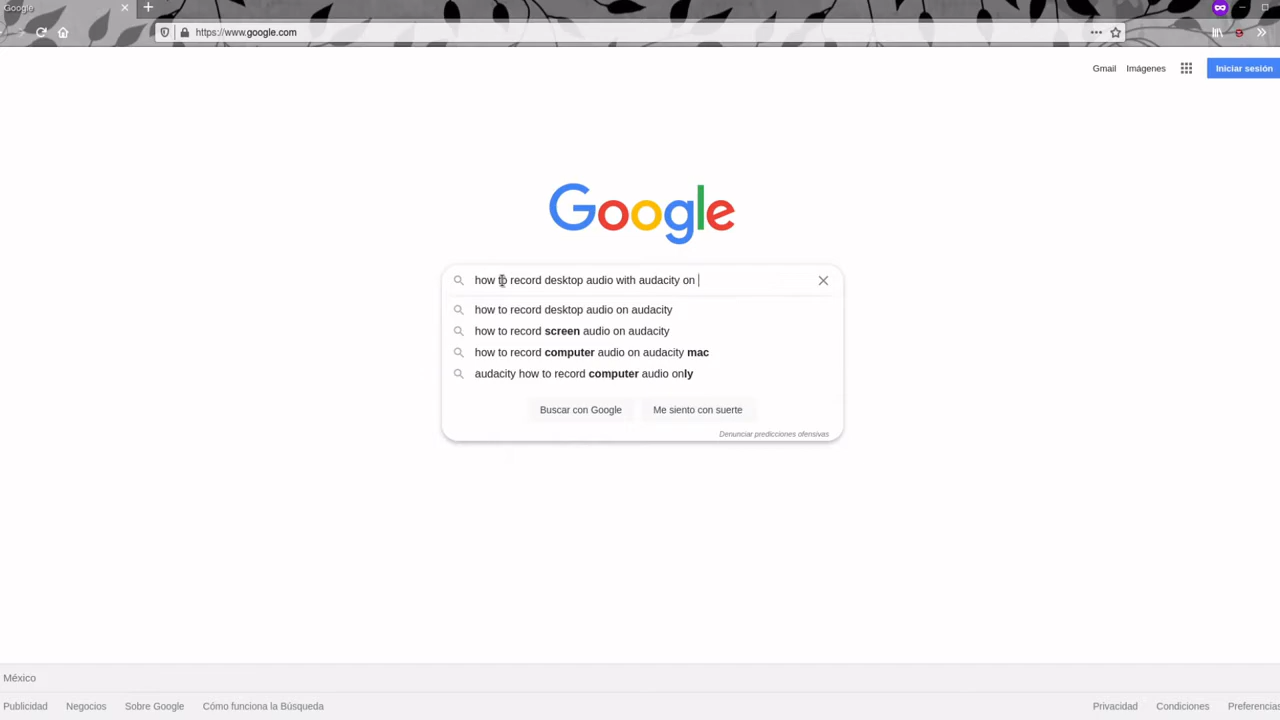 Google
https://www.google.com
Gmail Imágenes Iniciar sesión
Google
how to record desktop audio with audacity on
how to record desktop audio on audacity
how to record screen audio on audacity
how to record computer audio on audacity mac
audacity how to record computer audio only
Buscar con Google Me siento con suerte
Denunciar predicciones ofensivas
México
Publicidad Negocios Sobre Google Cómo funciona la Búsqueda Privacidad Condiciones Preferencias